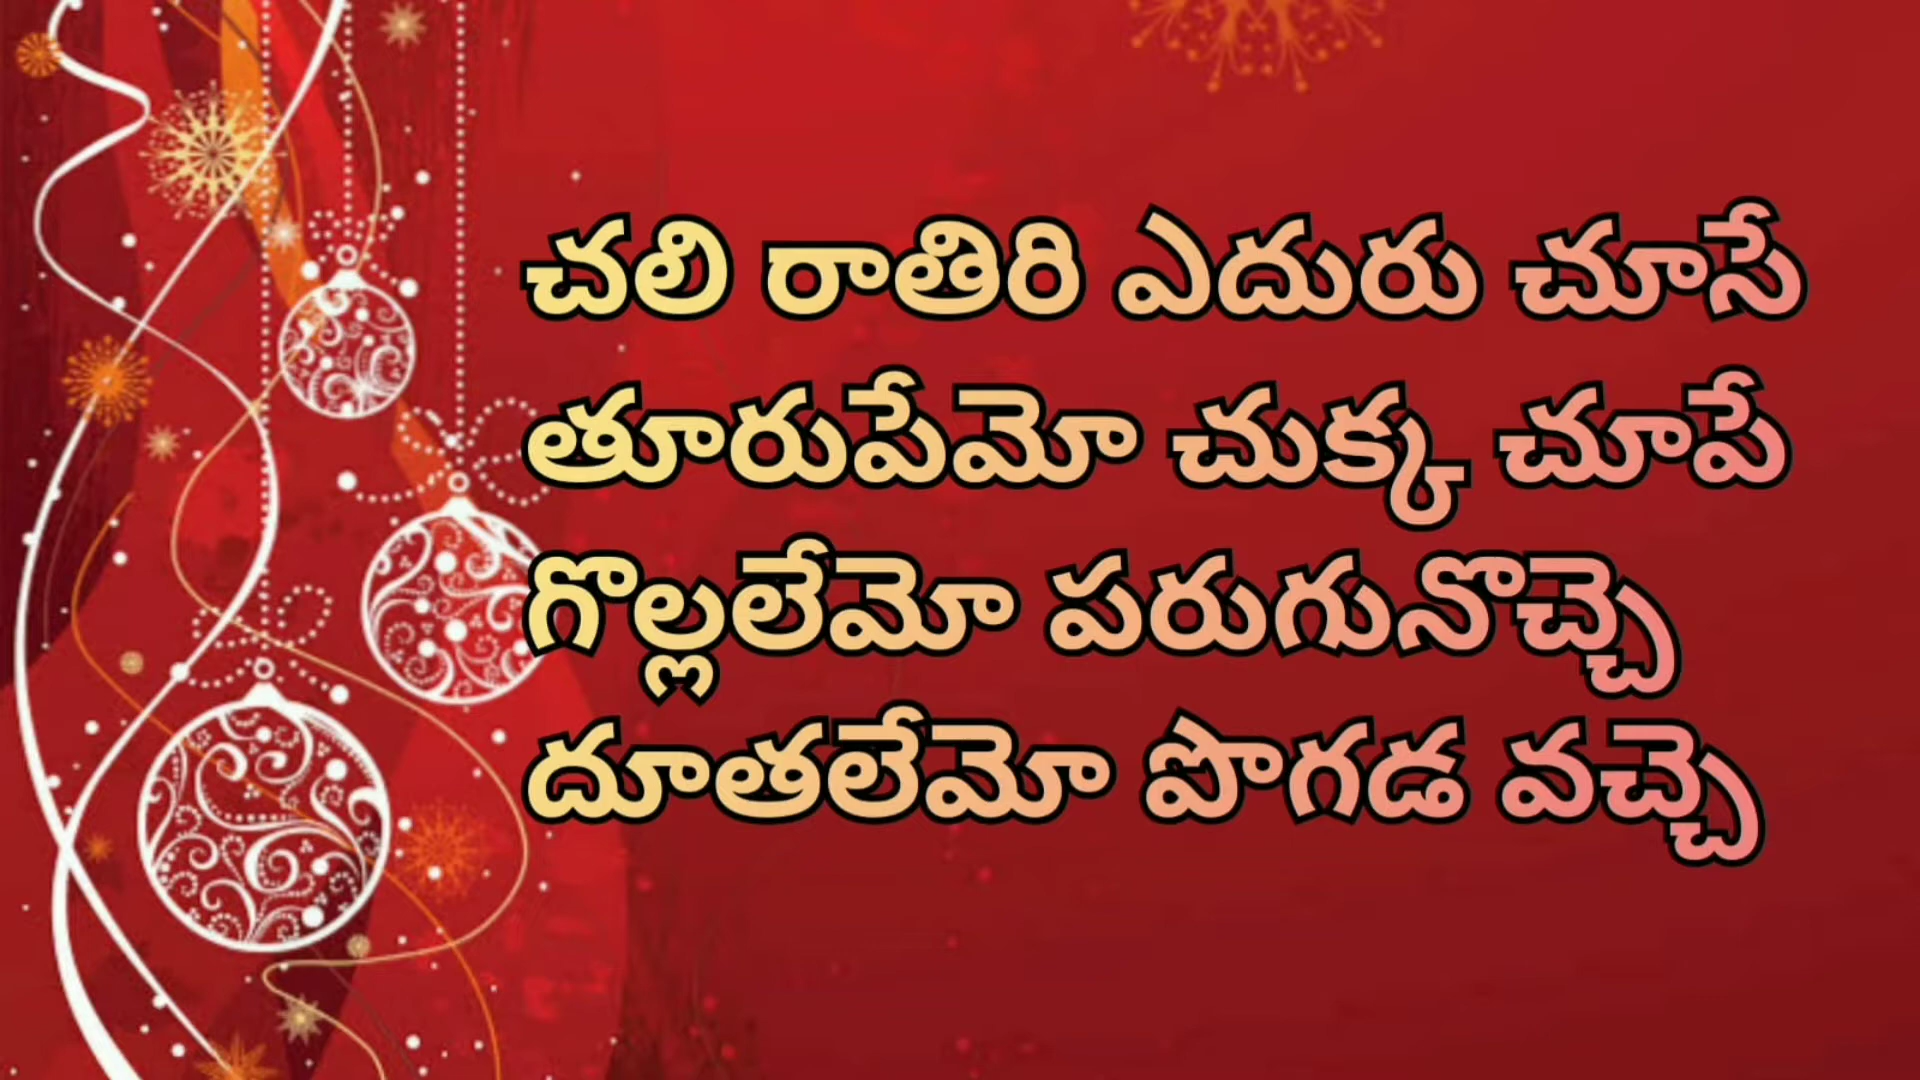 చలి రాతిరి ఎదురు చూసే
తూరుపేమో చుక్క చూపే
గొల్లలేమో పరుగునొచ్చె
దూతలేమో పొగడ వచ్చె